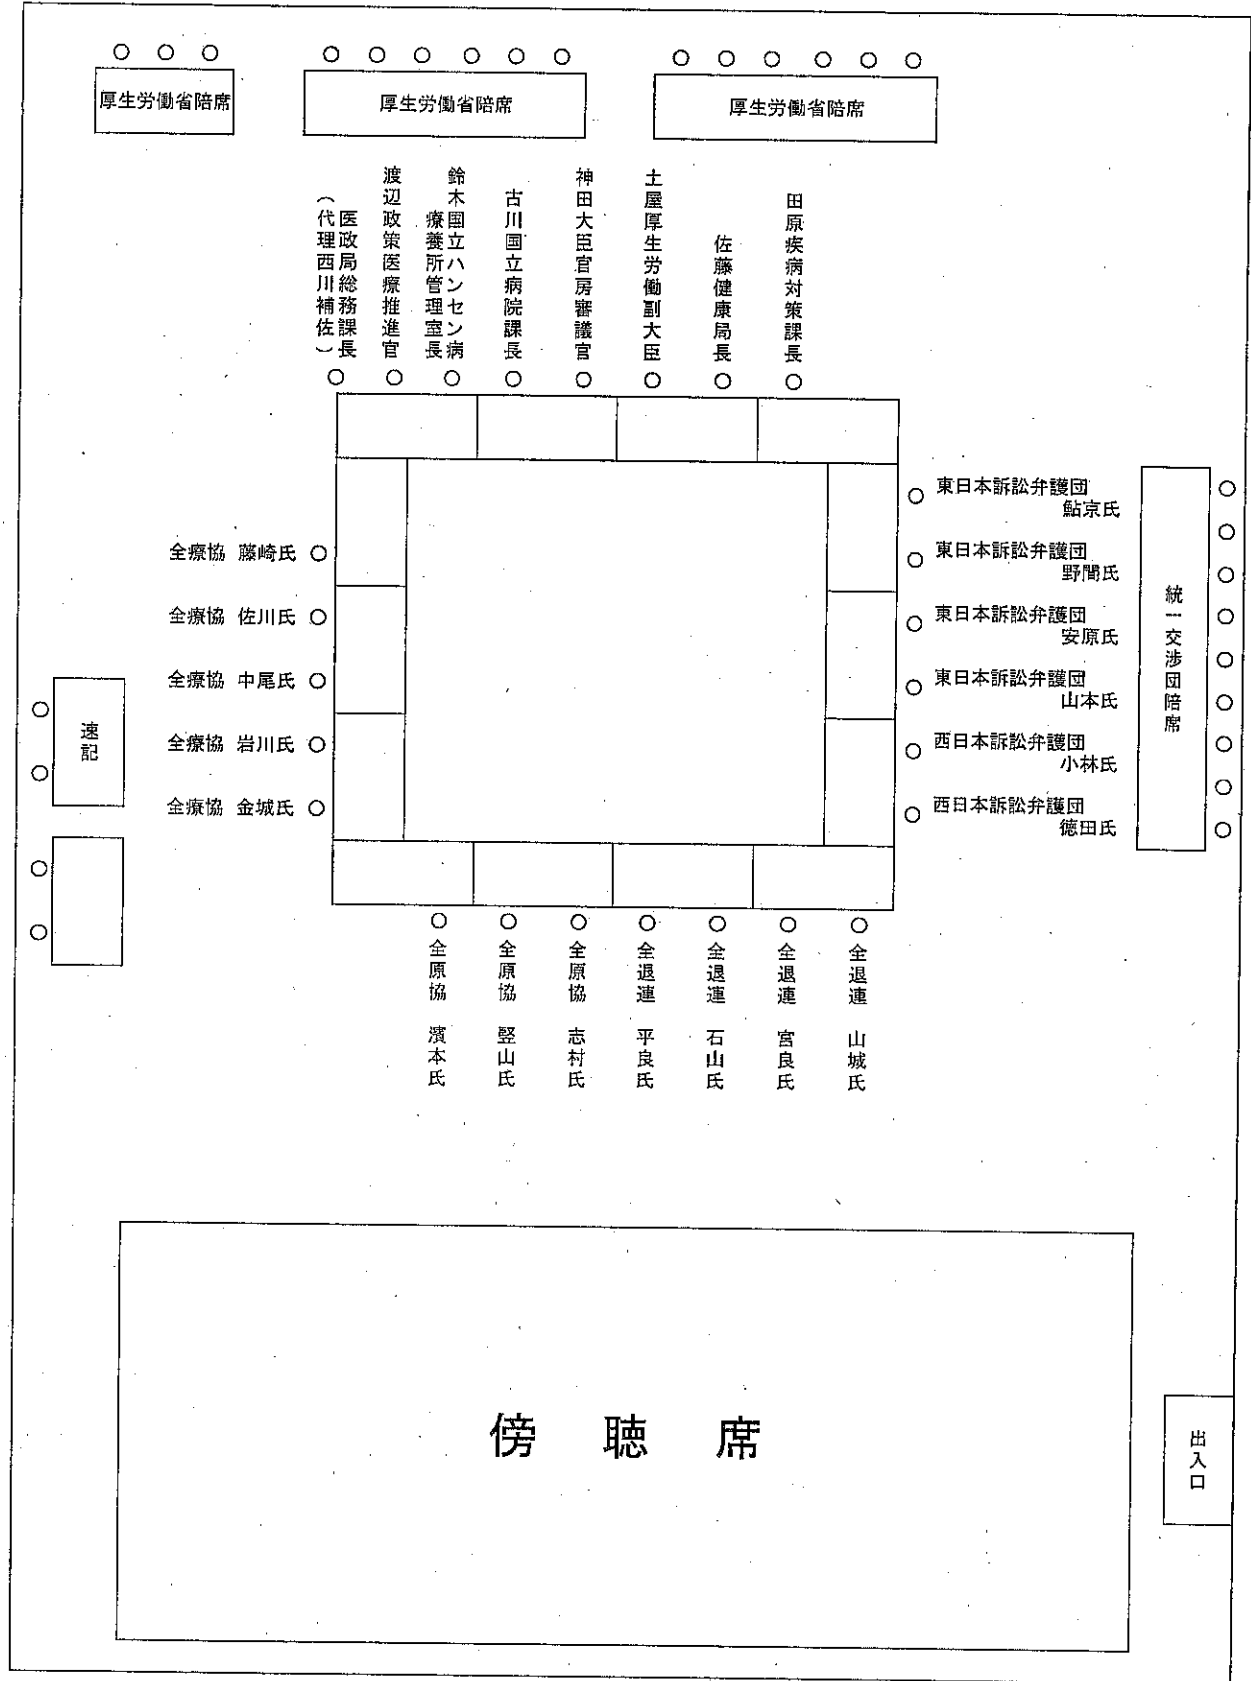 厚生労働省陪席
厚生労働省陪席
厚生労働省陪席
田原疾病対策課長
佐藤健康局長
土屋厚生労働副大臣
神田大臣官房審議官
古川国立病院課長
鈴木国立ハンセン病
療養所管理室長
渡辺政策医療推進官
医政局総務課長
(代理西川補佐)
全療協 藤崎氏
全療協 佐川氏
全療協 中尾氏
全療協 岩川氏
全療協 金城氏
速記
東日本訴訟弁護団
鮎京氏
東日本訴訟弁護団
野間氏
東日本訴訟弁護団
安原氏
東日本訴訟弁護団
山本氏
西日本訴訟弁護団
小林氏
西日本訴訟弁護団
徳田氏
統一交渉団陪席
全原協 濱本氏
全原協 竪山氏
全原協 志村氏
全退連 平良氏
全退連 石山氏
全退連 宮良氏
全退連 山城氏
傍聴席
出入口